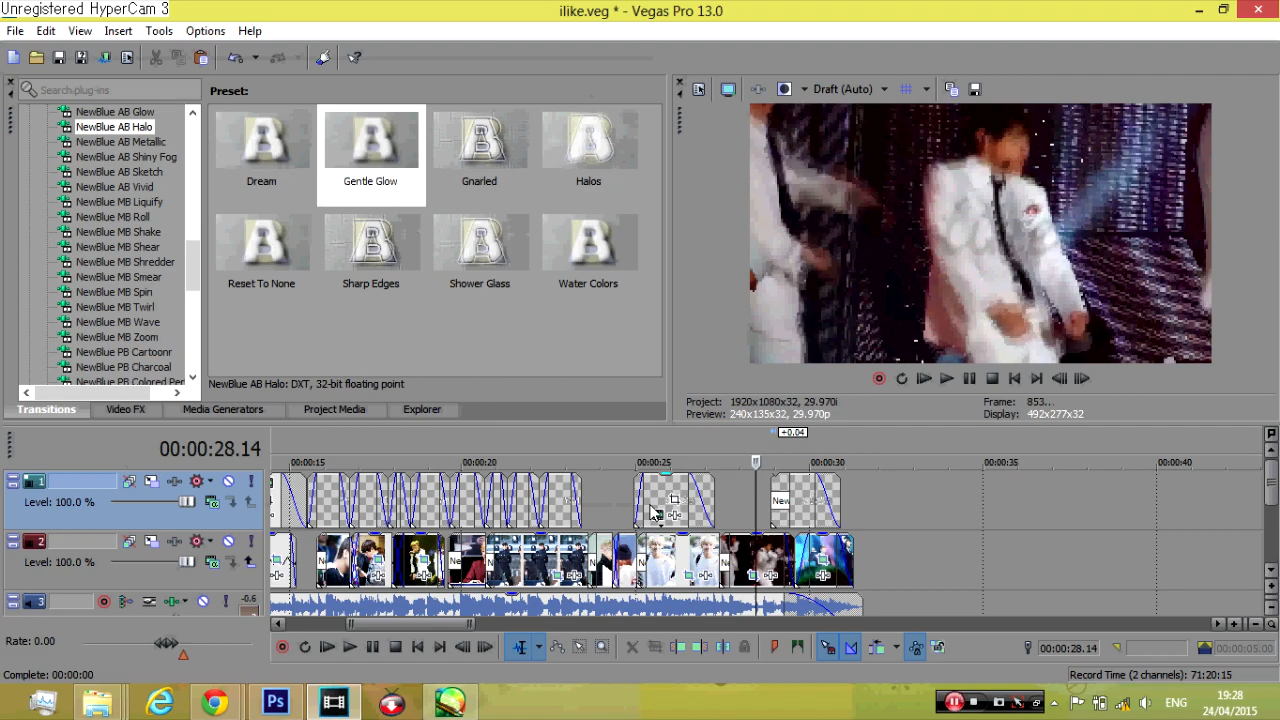 Unregistered HyperCam 3
ilike.veg * - Vegas Pro 13.0
File Edit View Insert Tools Options Help
Search plug-ins
Preset:
Draft (Auto)
NewBlue AB Glow
NewBlue AB Halo
NewBlue AB Metallic
NewBlue AB Shiny Fog
NewBlue AB Sketch
NewBlue AB Vivid
NewBlue MB Liquify
NewBlue MB Roll
NewBlue MB Shake
NewBlue MB Shear
NewBlue MB Shredder
NewBlue MB Smear
NewBlue MB Spin
NewBlue MB Twirl
NewBlue MB Wave
NewBlue MB Zoom
NewBlue PB Cartoonr
NewBlue PB Charcoal
NewBlue PB Colored Per
Dream Gentle Glow Gnarled Halos
Reset To None Sharp Edges Shower Glass Water Colors
NewBlue AB Halo: DXT, 32-bit floating point
Transitions Video FX Media Generators Project Media Explorer
Project: 1920x1080x32, 29.970i Frame: 853...
Preview: 240x135x32, 29.970p Display: 492x277x32
+0.04
00:00:28.14
00:00:15 00:00:20 00:00:25 00:00:30 00:00:35 00:00:40
1
Level: 100.0 %
New
2
Level: 100.0 %
3
-0.6
Rate: 0.00
00:00:28.14 00:00:05:00
Complete: 00:00:00
Record Time (2 channels): 71:20:15
Ps
ENG
19:28
24/04/2015